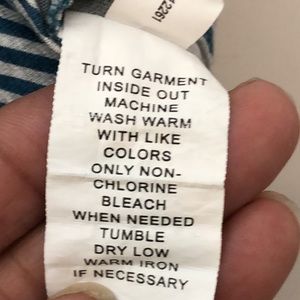 2261
TURN GARMENT
INSIDE OUT
MACHINE
WASH WARM
WITH LIKE
COLORS
ONLY NON-
CHLORINE
BLEACH
WHEN NEEDED
TUMBLE
DRY LOW
WARM IRON
IF NECESSARY